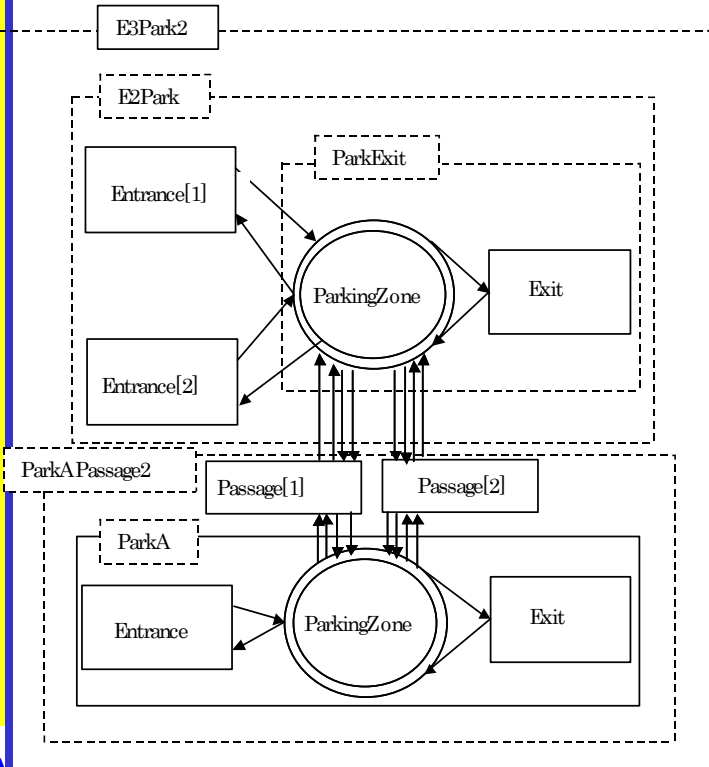 E3Park2
E2Park
ParkExit
Entrance[1]
ParkingZone
Exit
Entrance[2]
ParkAPassage2
Passage[1]
Passage[2]
ParkA
Entrance
ParkingZone
Exit